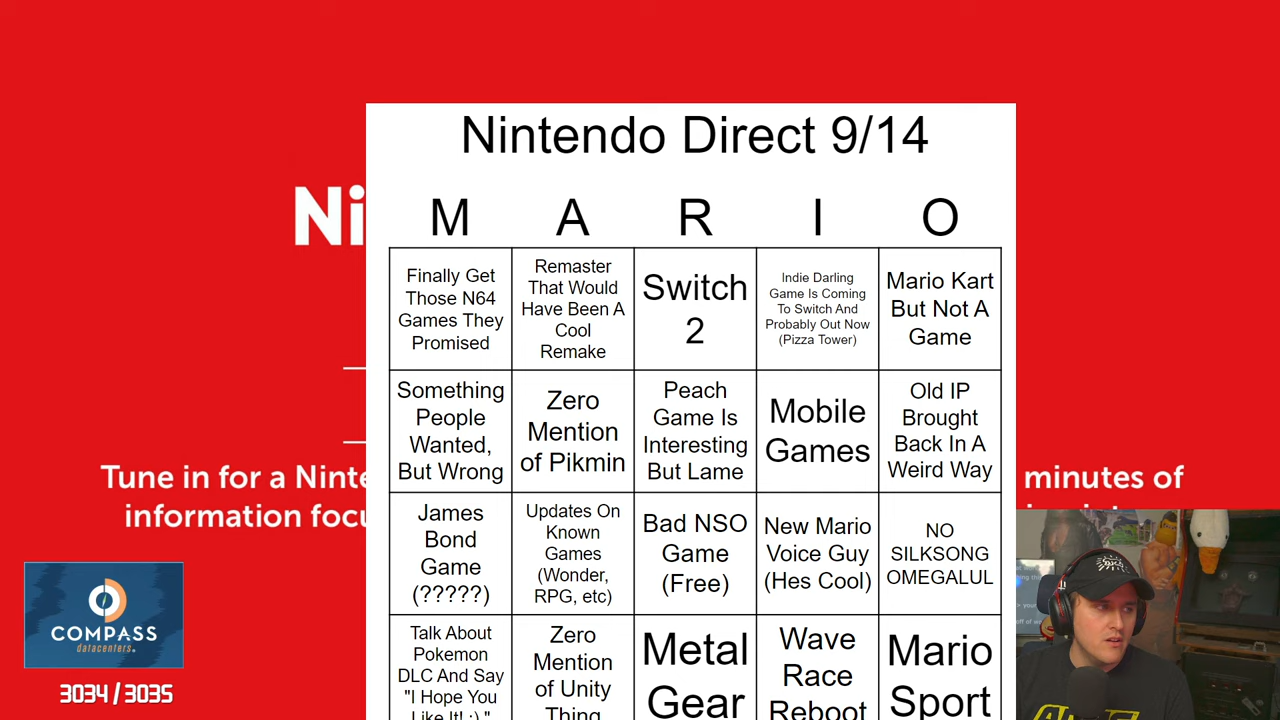 Nintendo Direct 9/14
M A R I O
Finally Get
Those N64
Games They
Promised
Remaster
That Would
Have Been A
Cool
Remake
Switch
2
Indie Darling
Game Is Coming
To Switch And
Probably Out Now
(Pizza Tower)
Mario Kart
But Not A
Game
Something
People
Wanted,
But Wrong
Zero
Mention
of Pikmin
Peach
Game Is
Interesting
But Lame
Mobile
Games
Old IP
Brought
Back In A
Weird Way
James
Bond
Game
(?????)
Updates On
Known
Games
(Wonder,
RPG, etc)
Bad NSO
Game
(Free)
New Mario
Voice Guy
(Hes Cool)
NO
SILKSONG
OMEGALUL
Talk About
Pokemon
DLC And Say
"I Hope You
Like It! :) "
Zero
Mention
of Unity
Thing
Metal
Gear
Wave
Race
Reboot
Mario
Sport
Ni
Tune in for a Ninte
information focu
minutes of
COMPASS
datacenters.
3034 / 3035